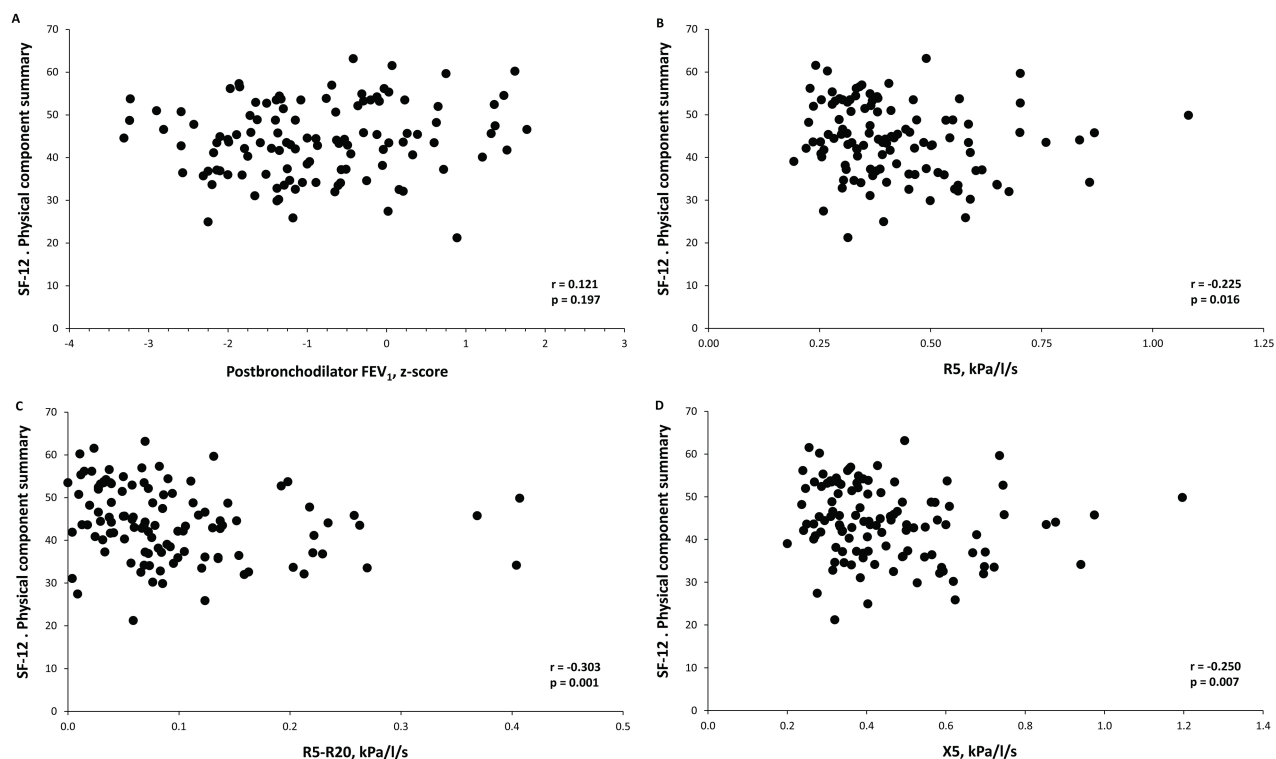 A
SF-12 . Physical component summary
70
60
50
40
30
20
10
0
-4 -3 -2 -1 0 1 2 3
Postbronchodilator FEV1, z-score
r = 0.121
p = 0.197
B
SF-12 . Physical component summary
70
60
50
40
30
20
10
0
0.00 0.25 0.50 0.75 1.00 1.25
R5, kPa/l/s
r = -0.225
p = 0.016
C
SF-12 . Physical component summary
70
60
50
40
30
20
10
0
0.0 0.1 0.2 0.3 0.4 0.5
R5-R20, kPa/l/s
r = -0.303
p = 0.001
D
SF-12 . Physical component summary
70
60
50
40
30
20
10
0
0.0 0.2 0.4 0.6 0.8 1.0 1.2 1.4
X5, kPa/l/s
r = -0.250
p = 0.007